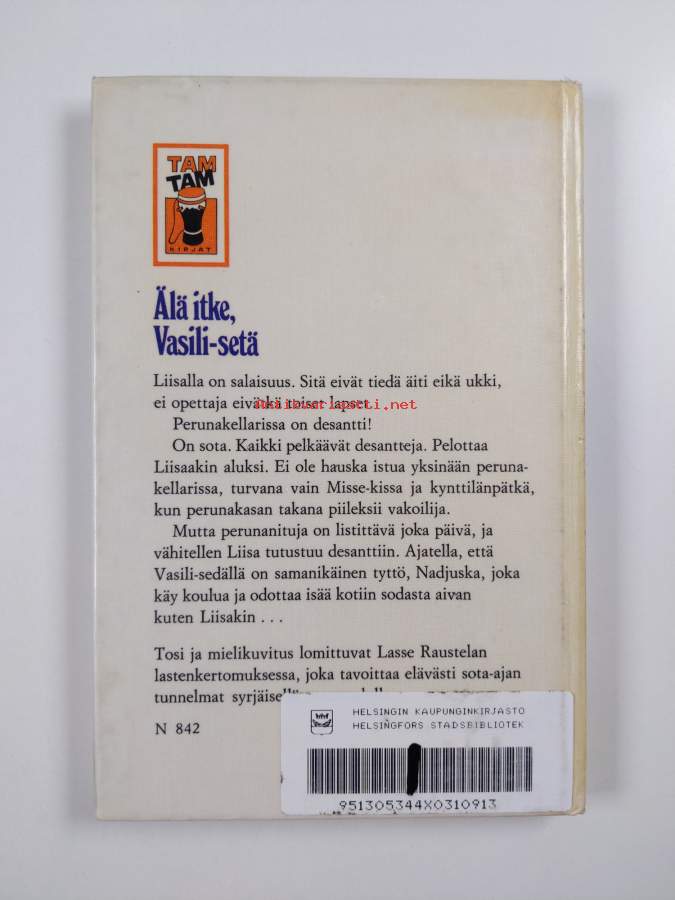 TAM
TAM
KIRJAT
Älä itke,
Vasili-setä
Liisalla on salaisuus. Sitä eivät tiedä äiti eikä ukki,
ei opettaja eivätkä toiset lapset.
Antikvariaatti.net
Perunakellarissa on desantti!
On sota. Kaikki pelkäävät desantteja. Pelottaa
Liisaakin aluksi. Ei ole hauska istua yksinään peruna-
kellarissa, turvana vain Misse-kissa ja kynttilänpätkä,
kun perunakasan takana piileksii vakoilija.
Mutta perunanituja on listittävä joka päivä, ja
vähitellen Liisa tutustuu desanttiin. Ajatella, että
Vasili-sedällä on samanikäinen tyttö, Nadjuska, joka
käy koulua ja odottaa isää kotiin sodasta aivan
kuten Liisakin . . .
Tosi ja mielikuvitus lomittuvat Lasse Raustelan
lastenkertomuksessa, joka tavoittaa elävästi sota-ajan
tunnelmat
N 842
HELSINGIN KAUPUNGINKIRJASTO
HELSINGFORS STADSBIBLIOTEK
951305344X0310913